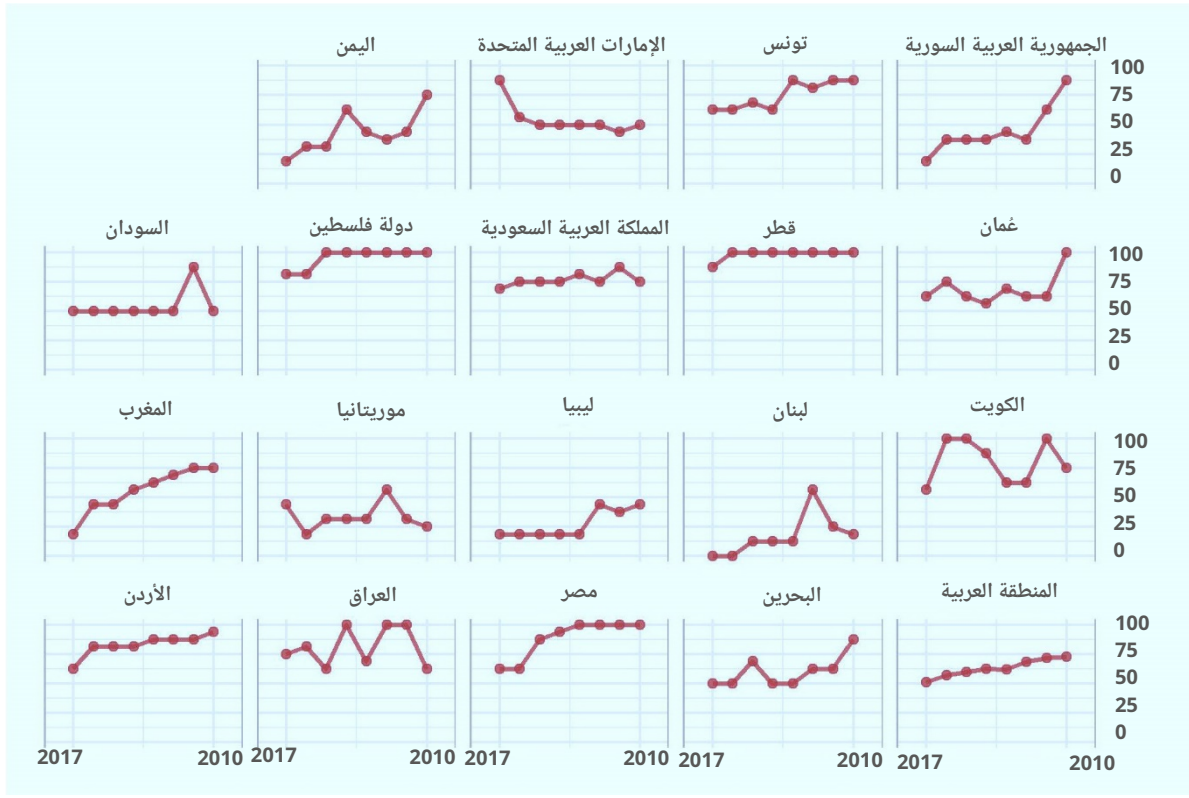 الجمهورية العربية السورية
تونس
الإمارات العربية المتحدة
اليمن
100
75
50
25
0
عُمان
قطر
المملكة العربية السعودية
دولة فلسطين
السودان
100
75
50
25
0
الكويت
لبنان
ليبيا
موريتانيا
المغرب
100
75
50
25
0
المنطقة العربية
البحرين
مصر
العراق
الأردن
100
75
50
25
0
2010
2017
2010
2017
2010
2017
2010
2017
2010
2017